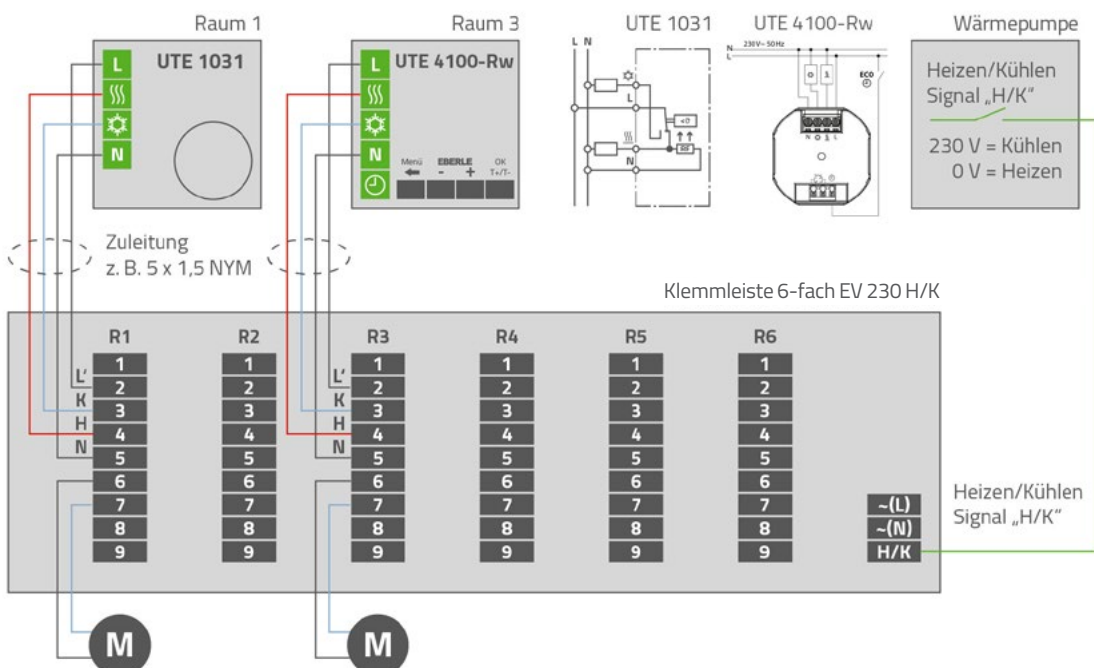 Raum 1
Raum 3
UTE 1031
UTE 4100-Rw
Wärmepumpe
L
N
UTE 1031
L
UTE 4100-Rw
Menü
EBERLE
OK
- +
T+/T-
N
L N
L
N
230V~ 50Hz
N
L
0 1
ECO
N O 1 L
Heizen/Kühlen
Signal „H/K"
230 V = Kühlen
0 V = Heizen
Zuleitung
z. B. 5 x 1,5 NYM
Klemmleiste 6-fach EV 230 H/K
R1 R2 R3 R4 R5 R6
1 1 1 1 1 1
L' 2 2 L' 2 2 2 2
K 3 3 K 3 3 3 3
H 4 4 H 4 4 4 4
N 5 5 N 5 5 5 5
6 6 6 6 6 6
7 7 7 7 7 7 ~(L)
8 8 8 8 8 8 ~(N)
9 9 9 9 9 9 H/K
Heizen/Kühlen
Signal „H/K"
M M